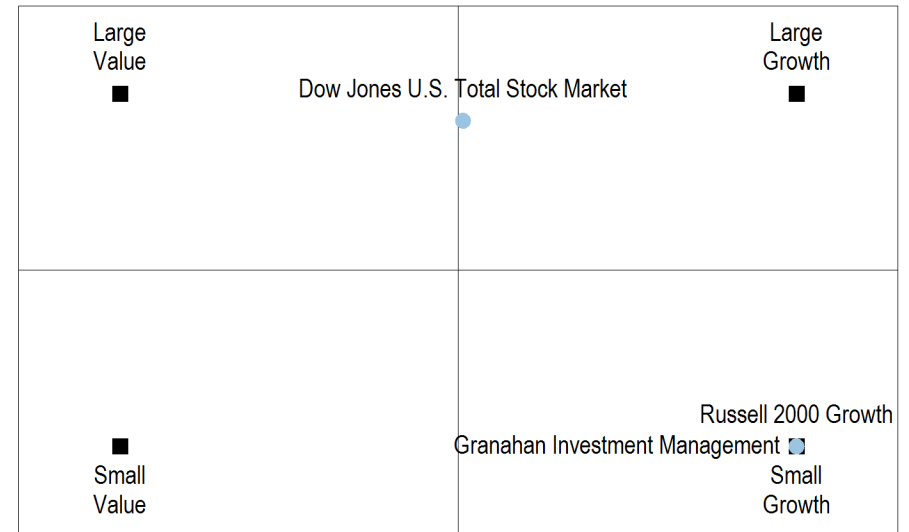 Large
Value
Large
Growth
Dow Jones U.S. Total Stock Market
Russell 2000 Growth
Granahan Investment Management
Small
Value
Small
Growth